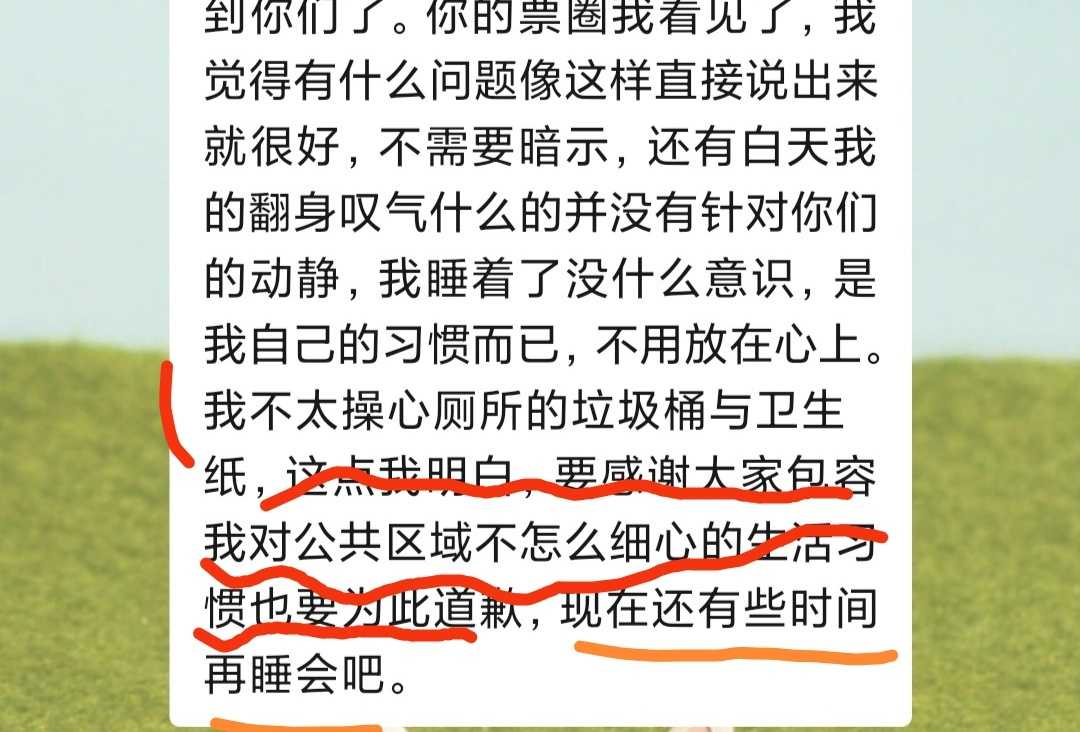 到你们了。你的票圈我看见了，我
觉得有什么问题像这样直接说出来
就很好，不需要暗示，还有白天我
的翻身叹气什么的并没有针对你们
的动静，我睡着了没什么意识，是
我自己的习惯而已，不用放在心上。
我不太操心厕所的垃圾桶与卫生
纸，这点我明白，要感谢大家包容
我对公共区域不怎么细心的生活习
惯也要为此道歉，现在还有些时间
再睡会吧。